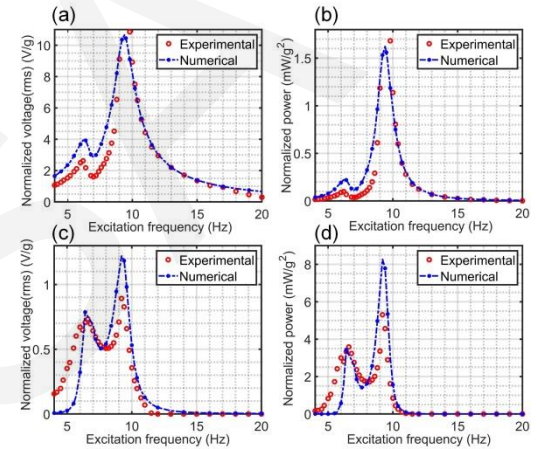 (a)
Normalized voltage(rms) (V/g)
10
8
6
4
2
0
Experimental
Numerical
5 10 15 20
Excitation frequency (Hz)
(b)
Normalized power (mW/g²)
1.5
1
0.5
0
Experimental
Numerical
5 10 15 20
Excitation frequency (Hz)
(c)
Normalized voltage(rms) (V/g)
1
0.5
0
Experimental
Numerical
5 10 15 20
Excitation frequency (Hz)
(d)
Normalized power (mW/g²)
8
6
4
2
0
Experimental
Numerical
5 10 15 20
Excitation frequency (Hz)